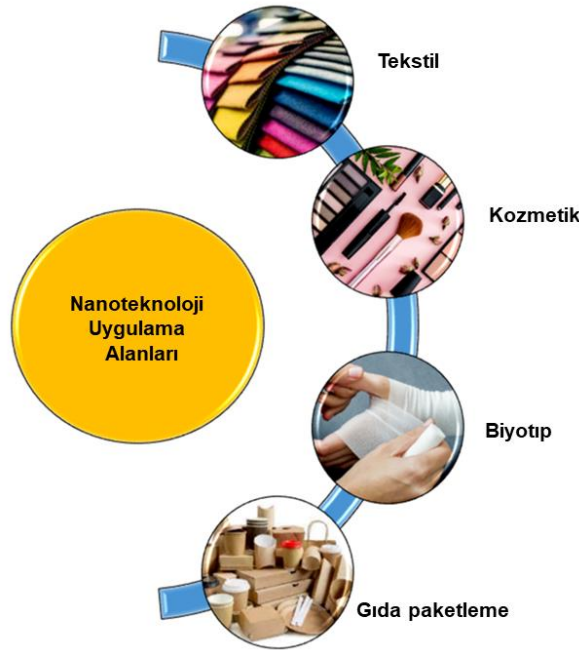 Tekstil
Kozmetik
Nanoteknoloji
Uygulama
Alanları
Biyotıp
Gıda paketleme